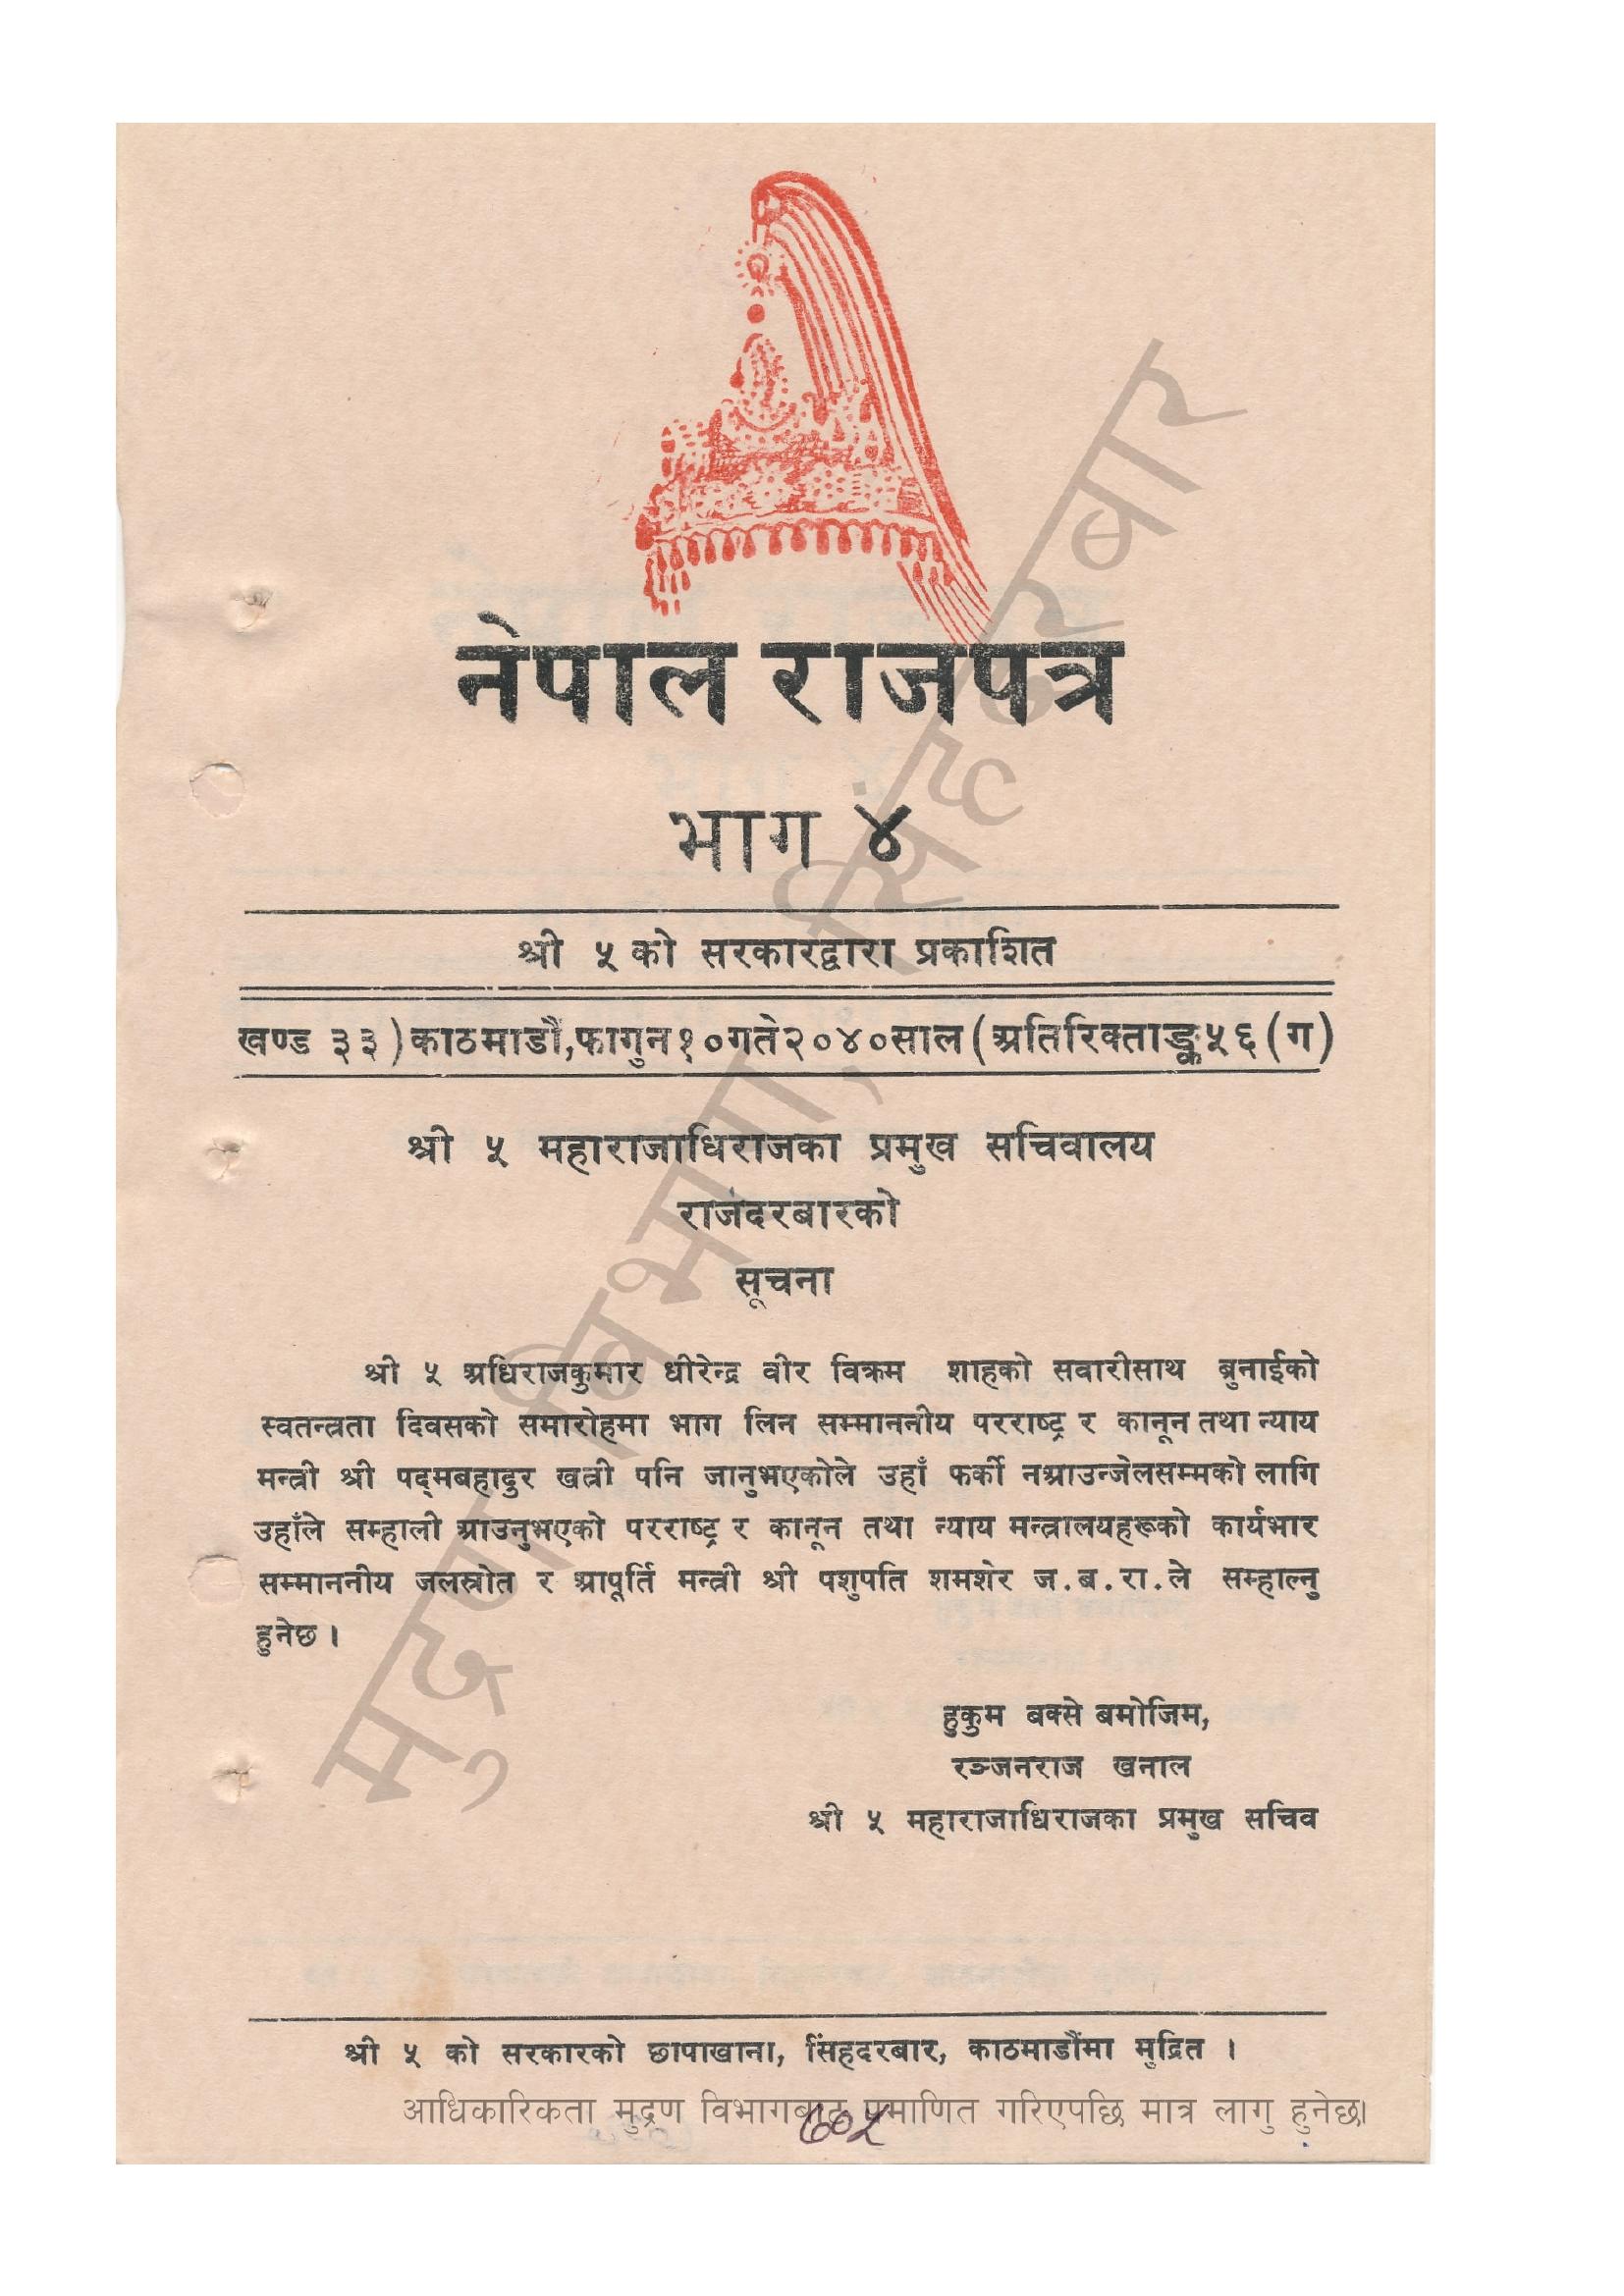 नेपाल राजपत्र
भाग ४
श्री ५ को सरकारद्वारा प्रकाशित
खण्ड ३३) काठमाडौं, फागुन १० गते २०४० साल (अतिरिक्ताङ्क ५६ (ग)
श्री ५ महाराजाधिराजका प्रमुख सचिवालय
राजदरबारको
सूचना
श्री ५ अधिराजकुमार धीरेन्द्र वीर विक्रम शाहको सवारीसाथ ब्रुनाईको
स्वतन्त्रता दिवसको समारोहमा भाग लिन सम्माननीय परराष्ट्र र कानून तथा न्याय
मन्त्री श्री पद्मबहादुर खत्री पनि जानुभएकोले उहाँ फर्की नआउन्जेलसम्मको लागि
उहाँले सम्हाली आउनुभएको परराष्ट्र र कानून तथा न्याय मन्त्रालयहरूको कार्यभार
सम्माननीय जलस्रोत र आपूर्ति मन्त्री श्री पशुपति शमशेर ज.ब.रा.ले सम्हाल्नु
हुनेछ ।
हुकुम बक्से बमोजिम,
रञ्जनराज खनाल
श्री ५ महाराजाधिराजका प्रमुख सचिव
श्री ५ को सरकारको छापाखाना, सिंहदरबार, काठमाडौंमा मुद्रित ।
आधिकारिकता मुद्रण विभागबाट प्रमाणित गरिएपछि मात्र लागु हुनेछ।
७०५
मुद्रण विभाग, सिंहदरबार